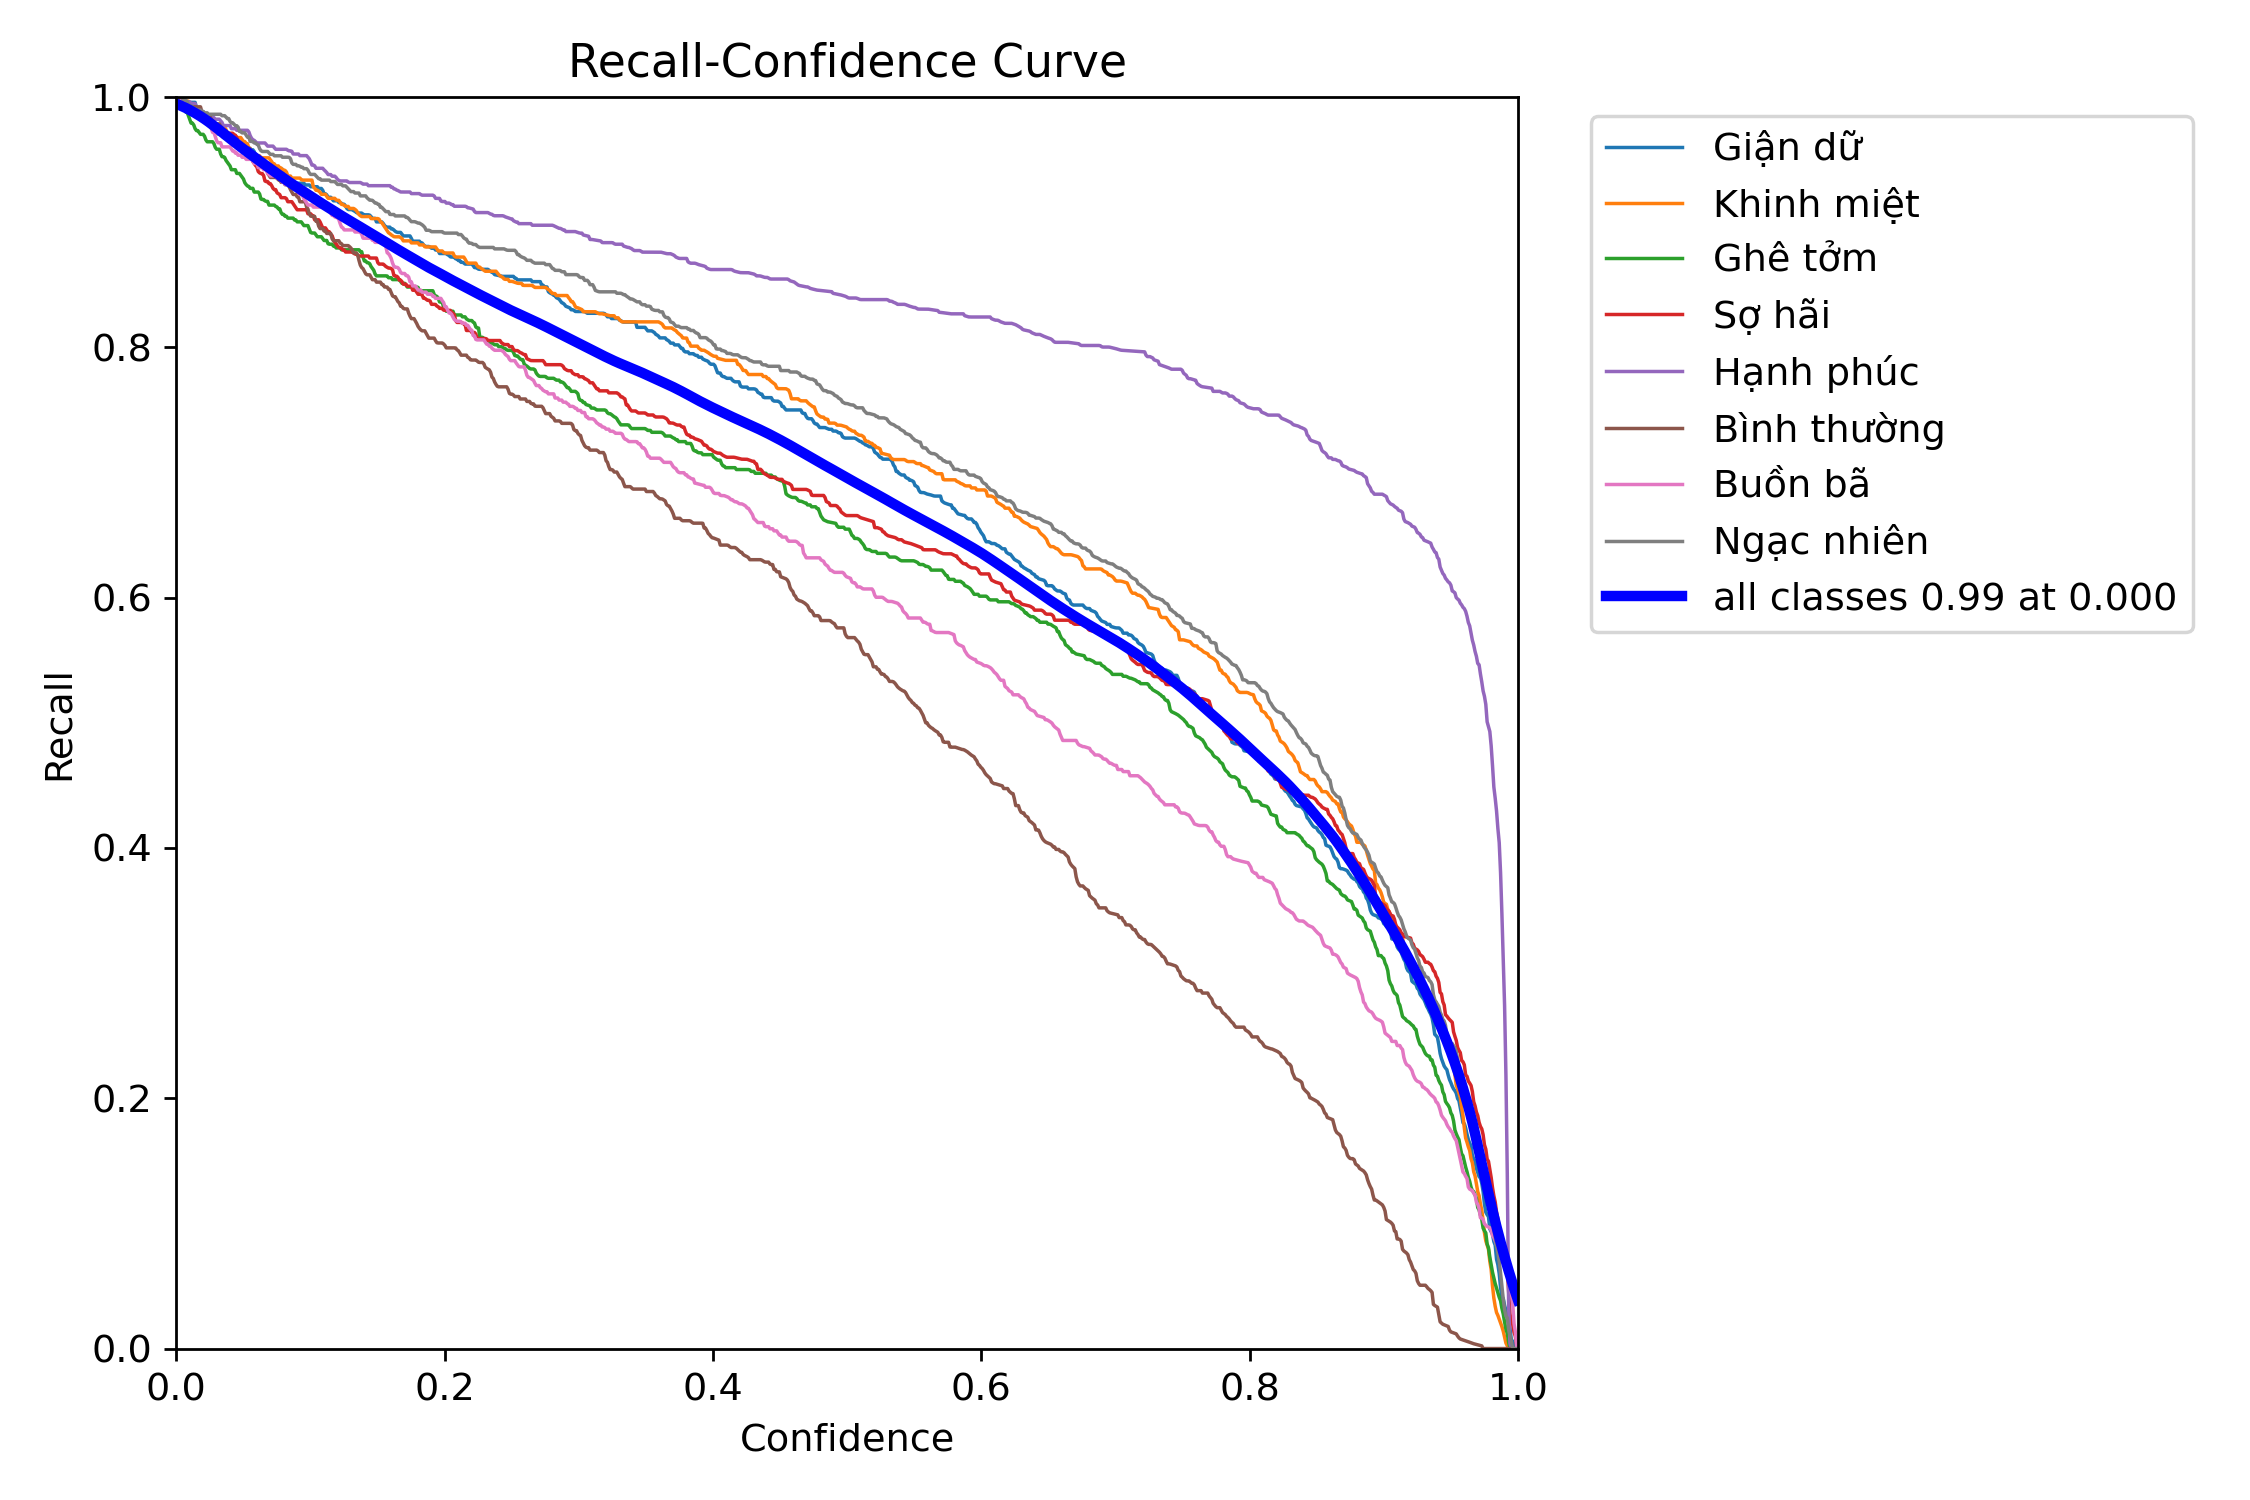 Recall-Confidence Curve
1.0
0.8
0.6
0.4
0.2
0.0
Recall
0.0 0.2 0.4 0.6 0.8 1.0
Confidence
Giận dữ
Khinh miệt
Ghê tởm
Sợ hãi
Hạnh phúc
Bình thường
Buồn bã
Ngạc nhiên
all classes 0.99 at 0.000